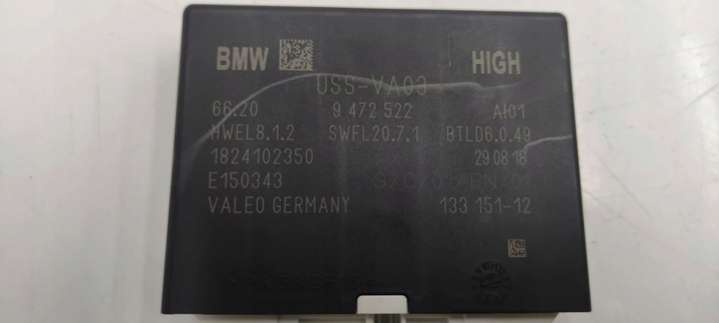 BMW HIGH
USS-VA03
66.20 9 472 522 AI01
HWEL8.1.2 SWFL20.7.1 BTLD6.0.49
1824102350 29.08.18
E150343
VALEO GERMANY 133 151-12